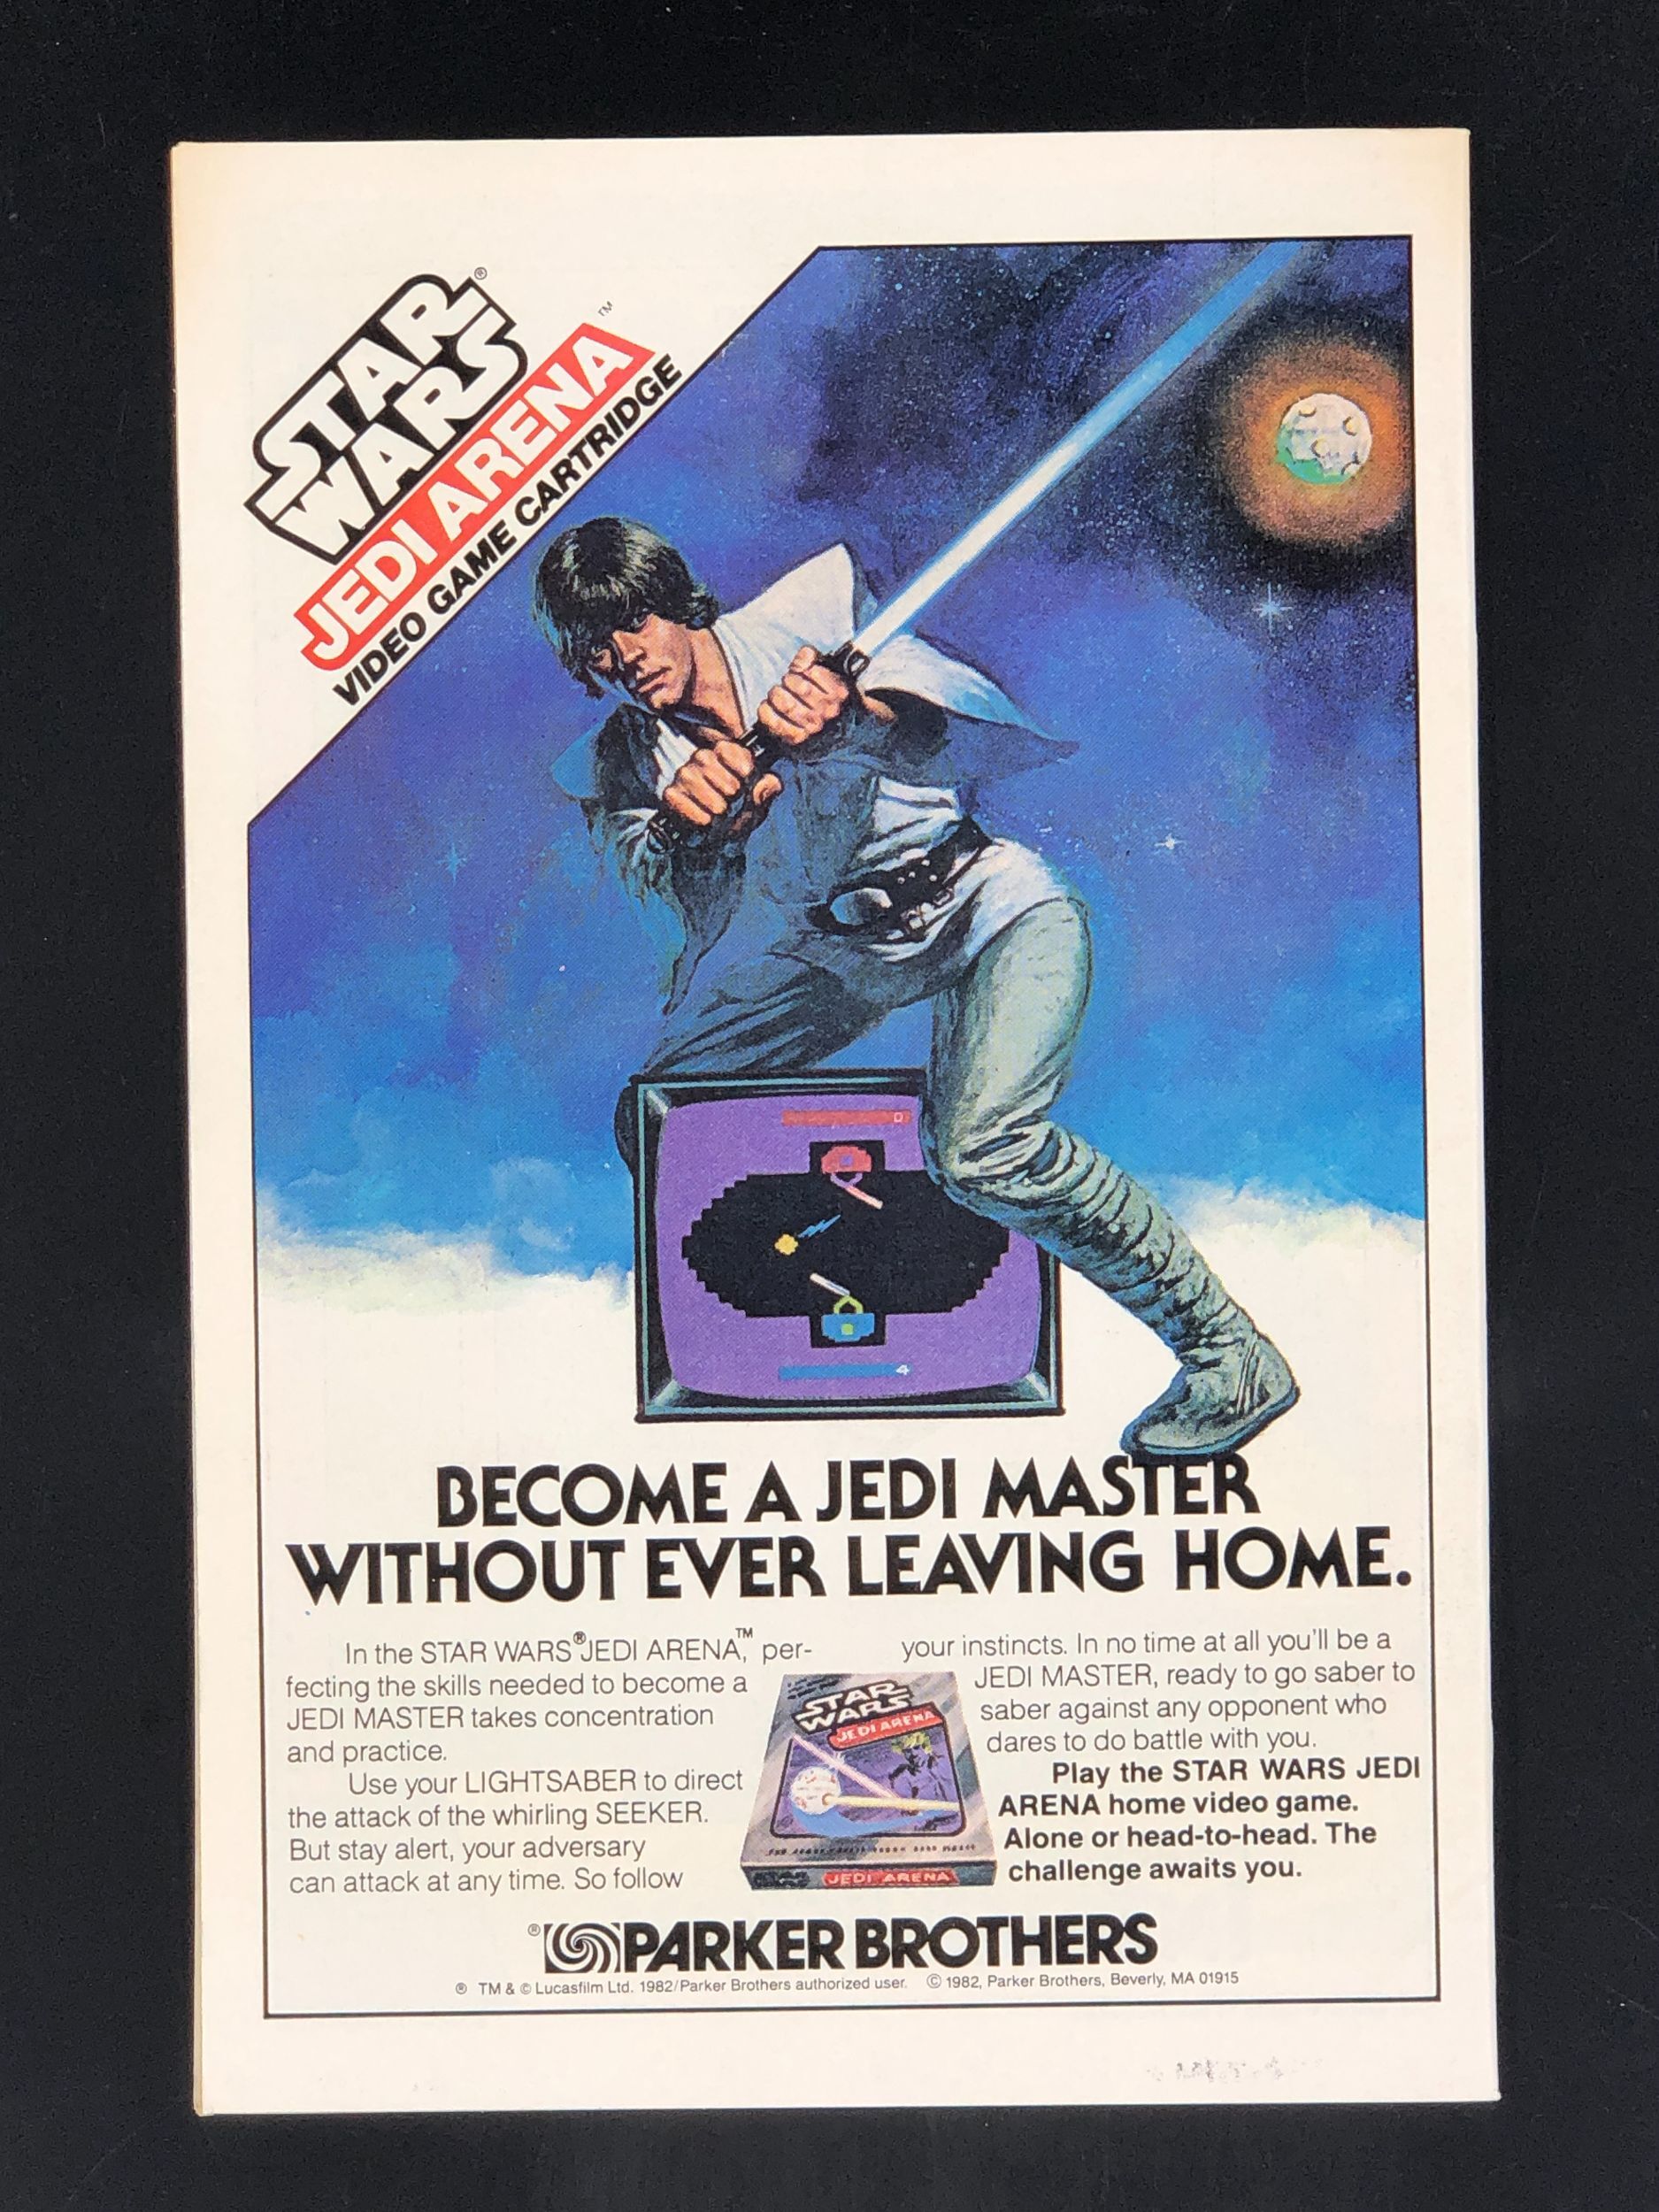 STAR ®
WARS
JEDI ARENA ™
VIDEO GAME CARTRIDGE
0
4
BECOME A JEDI MASTER
WITHOUT EVER LEAVING HOME.
In the STAR WARS® JEDI ARENA,™ per-
fecting the skills needed to become a
JEDI MASTER takes concentration
and practice.
Use your LIGHTSABER to direct
the attack of the whirling SEEKER.
But stay alert, your adversary
can attack at any time. So follow
your instincts. In no time at all you'll be a
JEDI MASTER, ready to go saber to
saber against any opponent who
dares to do battle with you.
Play the STAR WARS JEDI
ARENA home video game.
Alone or head-to-head. The
challenge awaits you.
STAR
WARS
JEDI ARENA
JEDI ARENA
® PARKER BROTHERS
® TM & © Lucasfilm Ltd. 1982/Parker Brothers authorized user. © 1982, Parker Brothers, Beverly, MA 01915